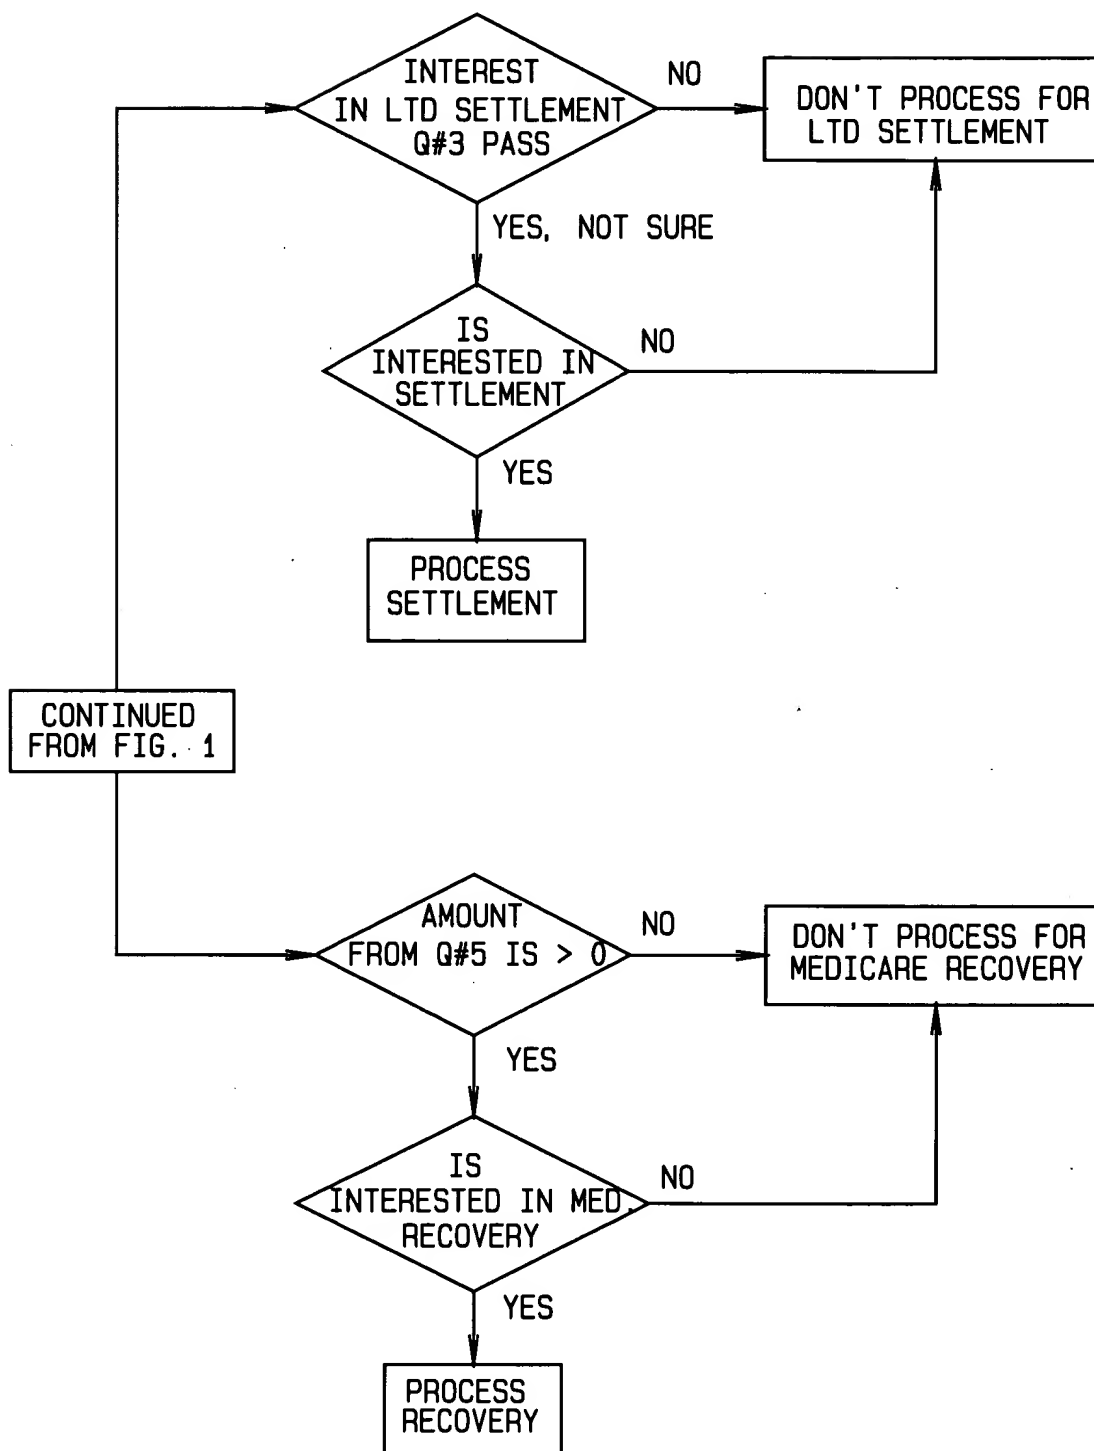 INTEREST
IN LTD SETTLEMENT
Q#3 PASS
NO
DON'T PROCESS FOR
LTD SETTLEMENT
YES, NOT SURE
IS
INTERESTED IN
SETTLEMENT
NO
YES
PROCESS
SETTLEMENT
CONTINUED
FROM FIG. 1
AMOUNT
FROM Q#5 IS > 0
NO
DON'T PROCESS FOR
MEDICARE RECOVERY
YES
IS
INTERESTED IN MED.
RECOVERY
NO
YES
PROCESS
RECOVERY